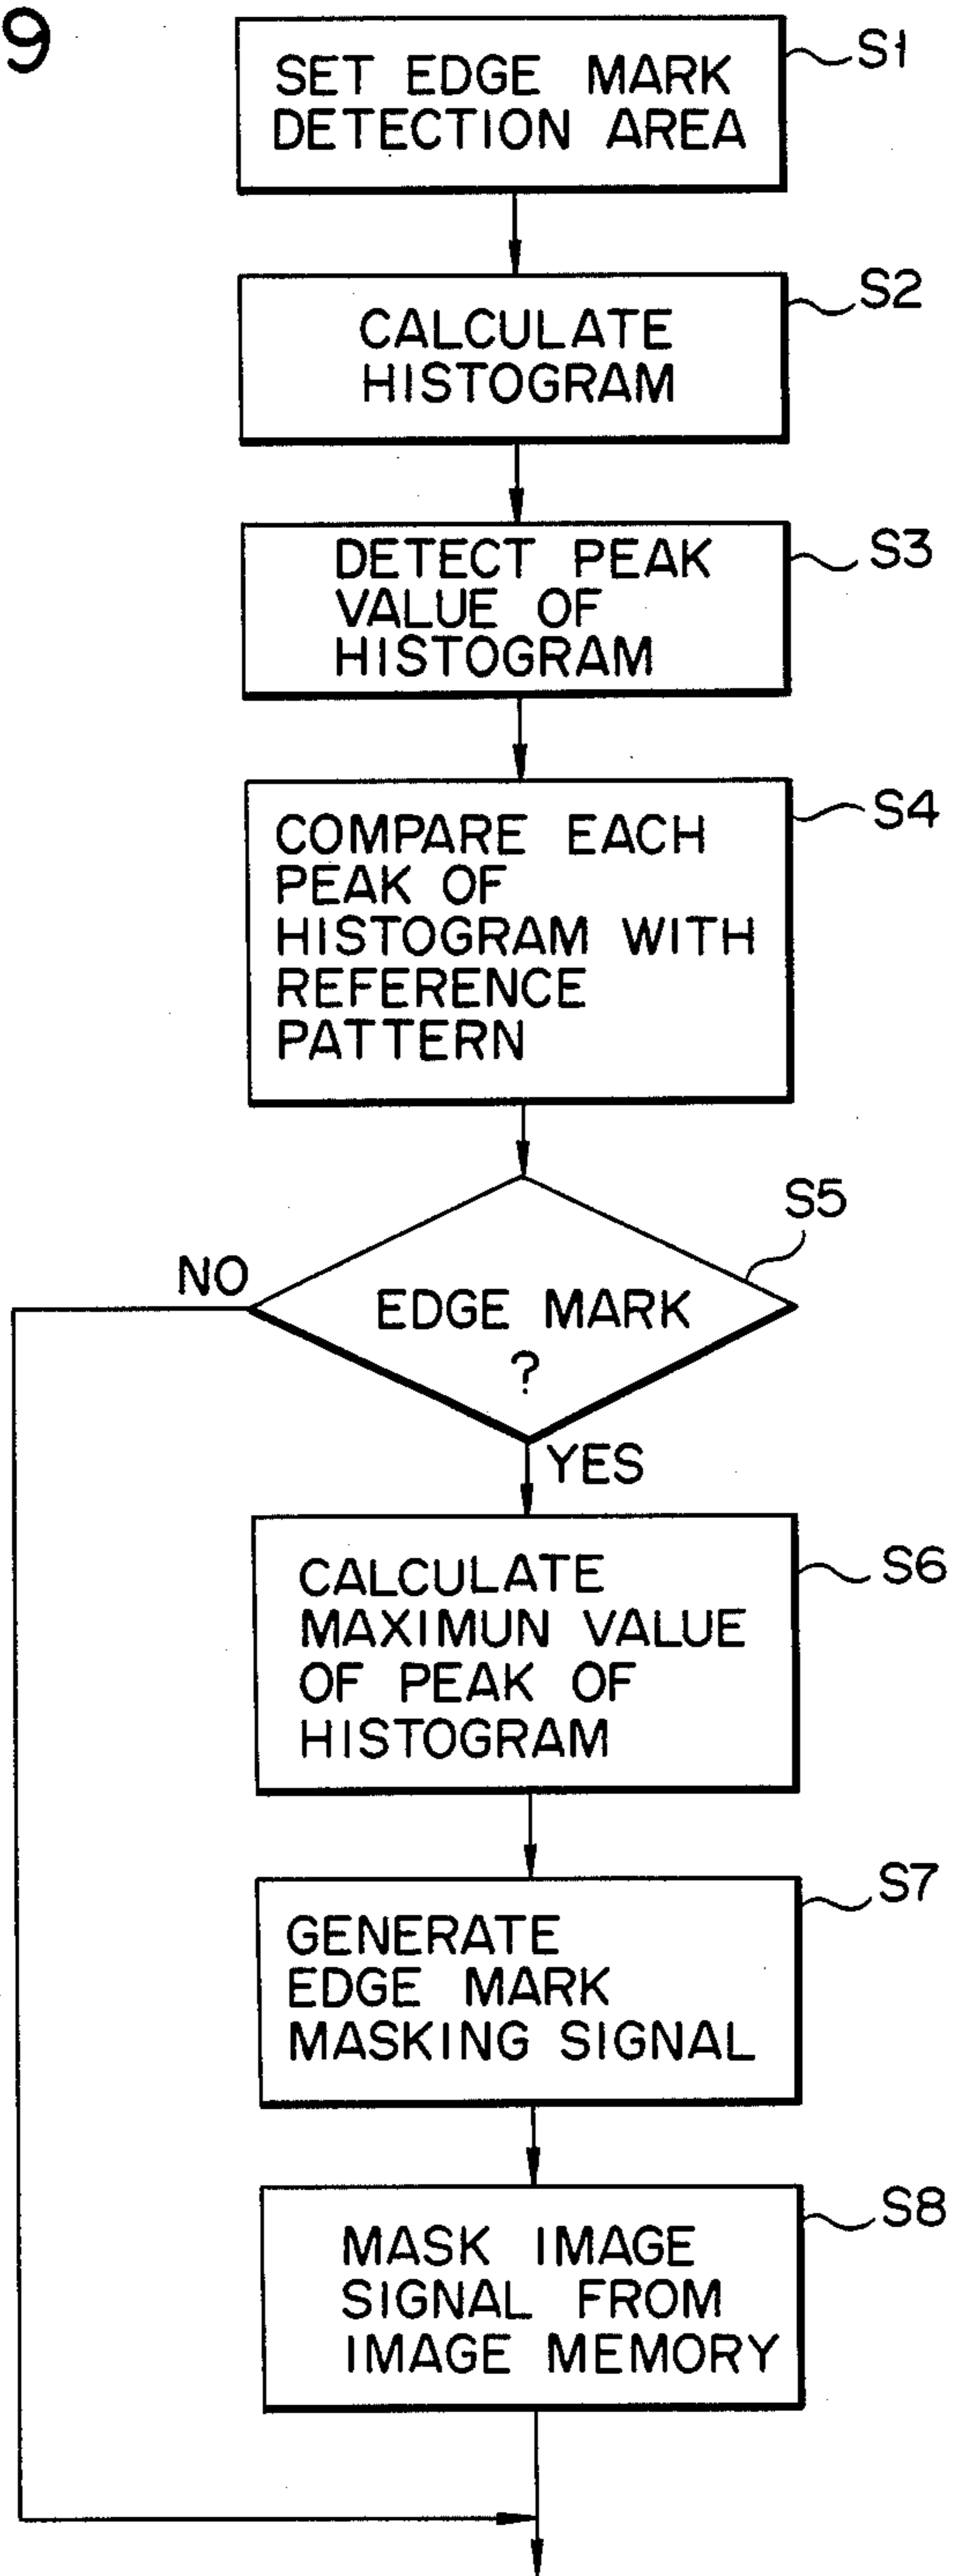 9
SET EDGE MARK
DETECTION AREA
S1
CALCULATE
HISTOGRAM
S2
DETECT PEAK
VALUE OF
HISTOGRAM
S3
COMPARE EACH
PEAK OF
HISTOGRAM WITH
REFERENCE
PATTERN
S4
EDGE MARK
?
S5
NO
YES
CALCULATE
MAXIMUN VALUE
OF PEAK OF
HISTOGRAM
S6
GENERATE
EDGE MARK
MASKING SIGNAL
S7
MASK IMAGE
SIGNAL FROM
IMAGE MEMORY
S8